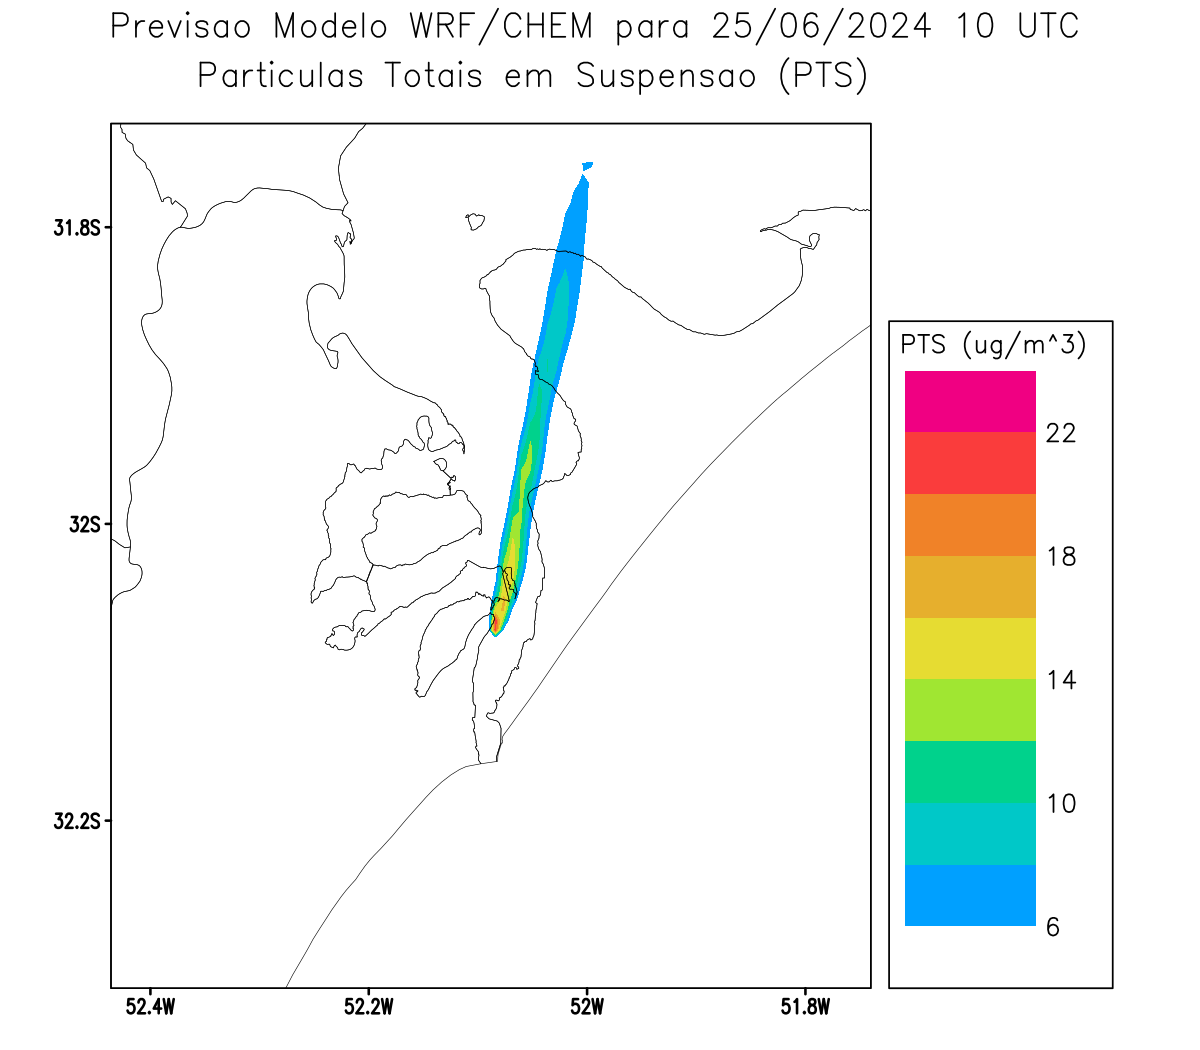 Previsao Modelo WRF/CHEM para 25/06/2024 10 UTC
Particulas Totais em Suspensao (PTS)
31.8S
32S
32.2S
52.4W
52.2W
52W
51.8W
PTS (ug/m^3)
22
18
14
10
6